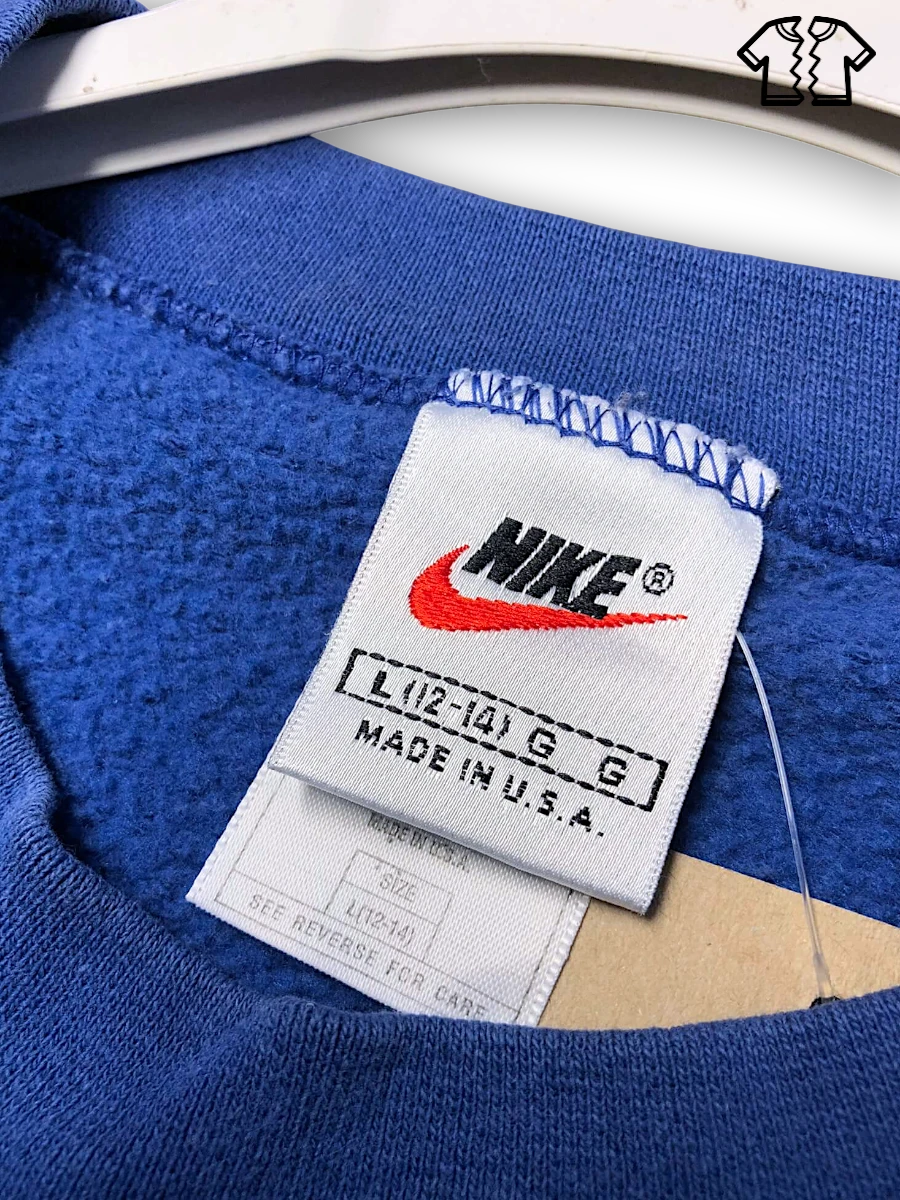 NIKE®
L (12-14) G G
MADE IN U.S.A.
MADE IN U.S.A.
SIZE
L(12-14)
SEE REVERSE FOR CARE